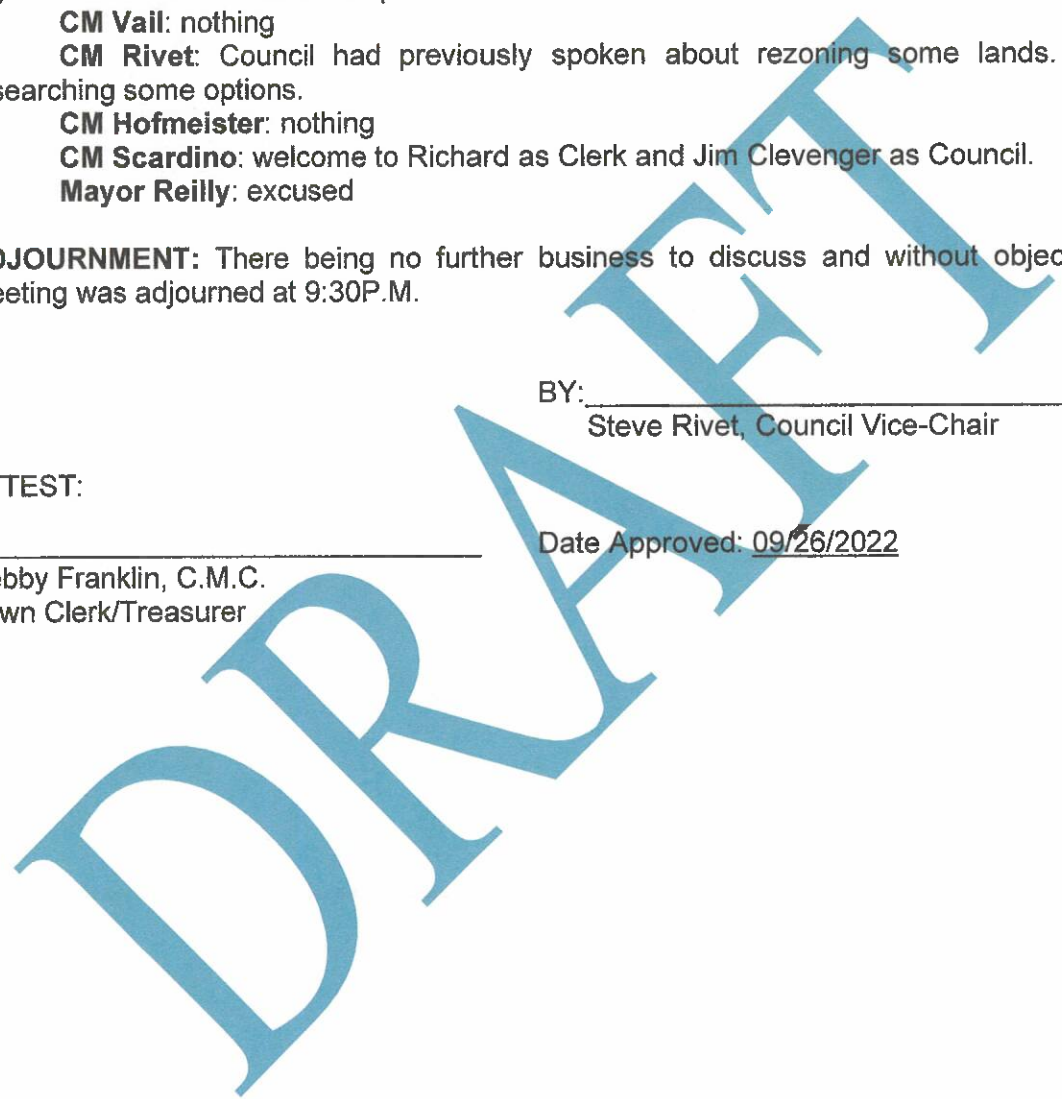 CM Vail: nothing
CM Rivet: Council had previously spoken about rezoning some lands.
searching some options.
CM Hofmeister: nothing
CM Scardino: welcome to Richard as Clerk and Jim Clevenger as Council.
Mayor Reilly: excused
DJOURNMENT: There being no further business to discuss and without objec
eeting was adjourned at 9:30P.M.
BY:
Steve Rivet, Council Vice-Chair
TTEST:
Date Approved: 09/26/2022
ebby Franklin, C.M.C.
wn Clerk/Treasurer
DRAFT